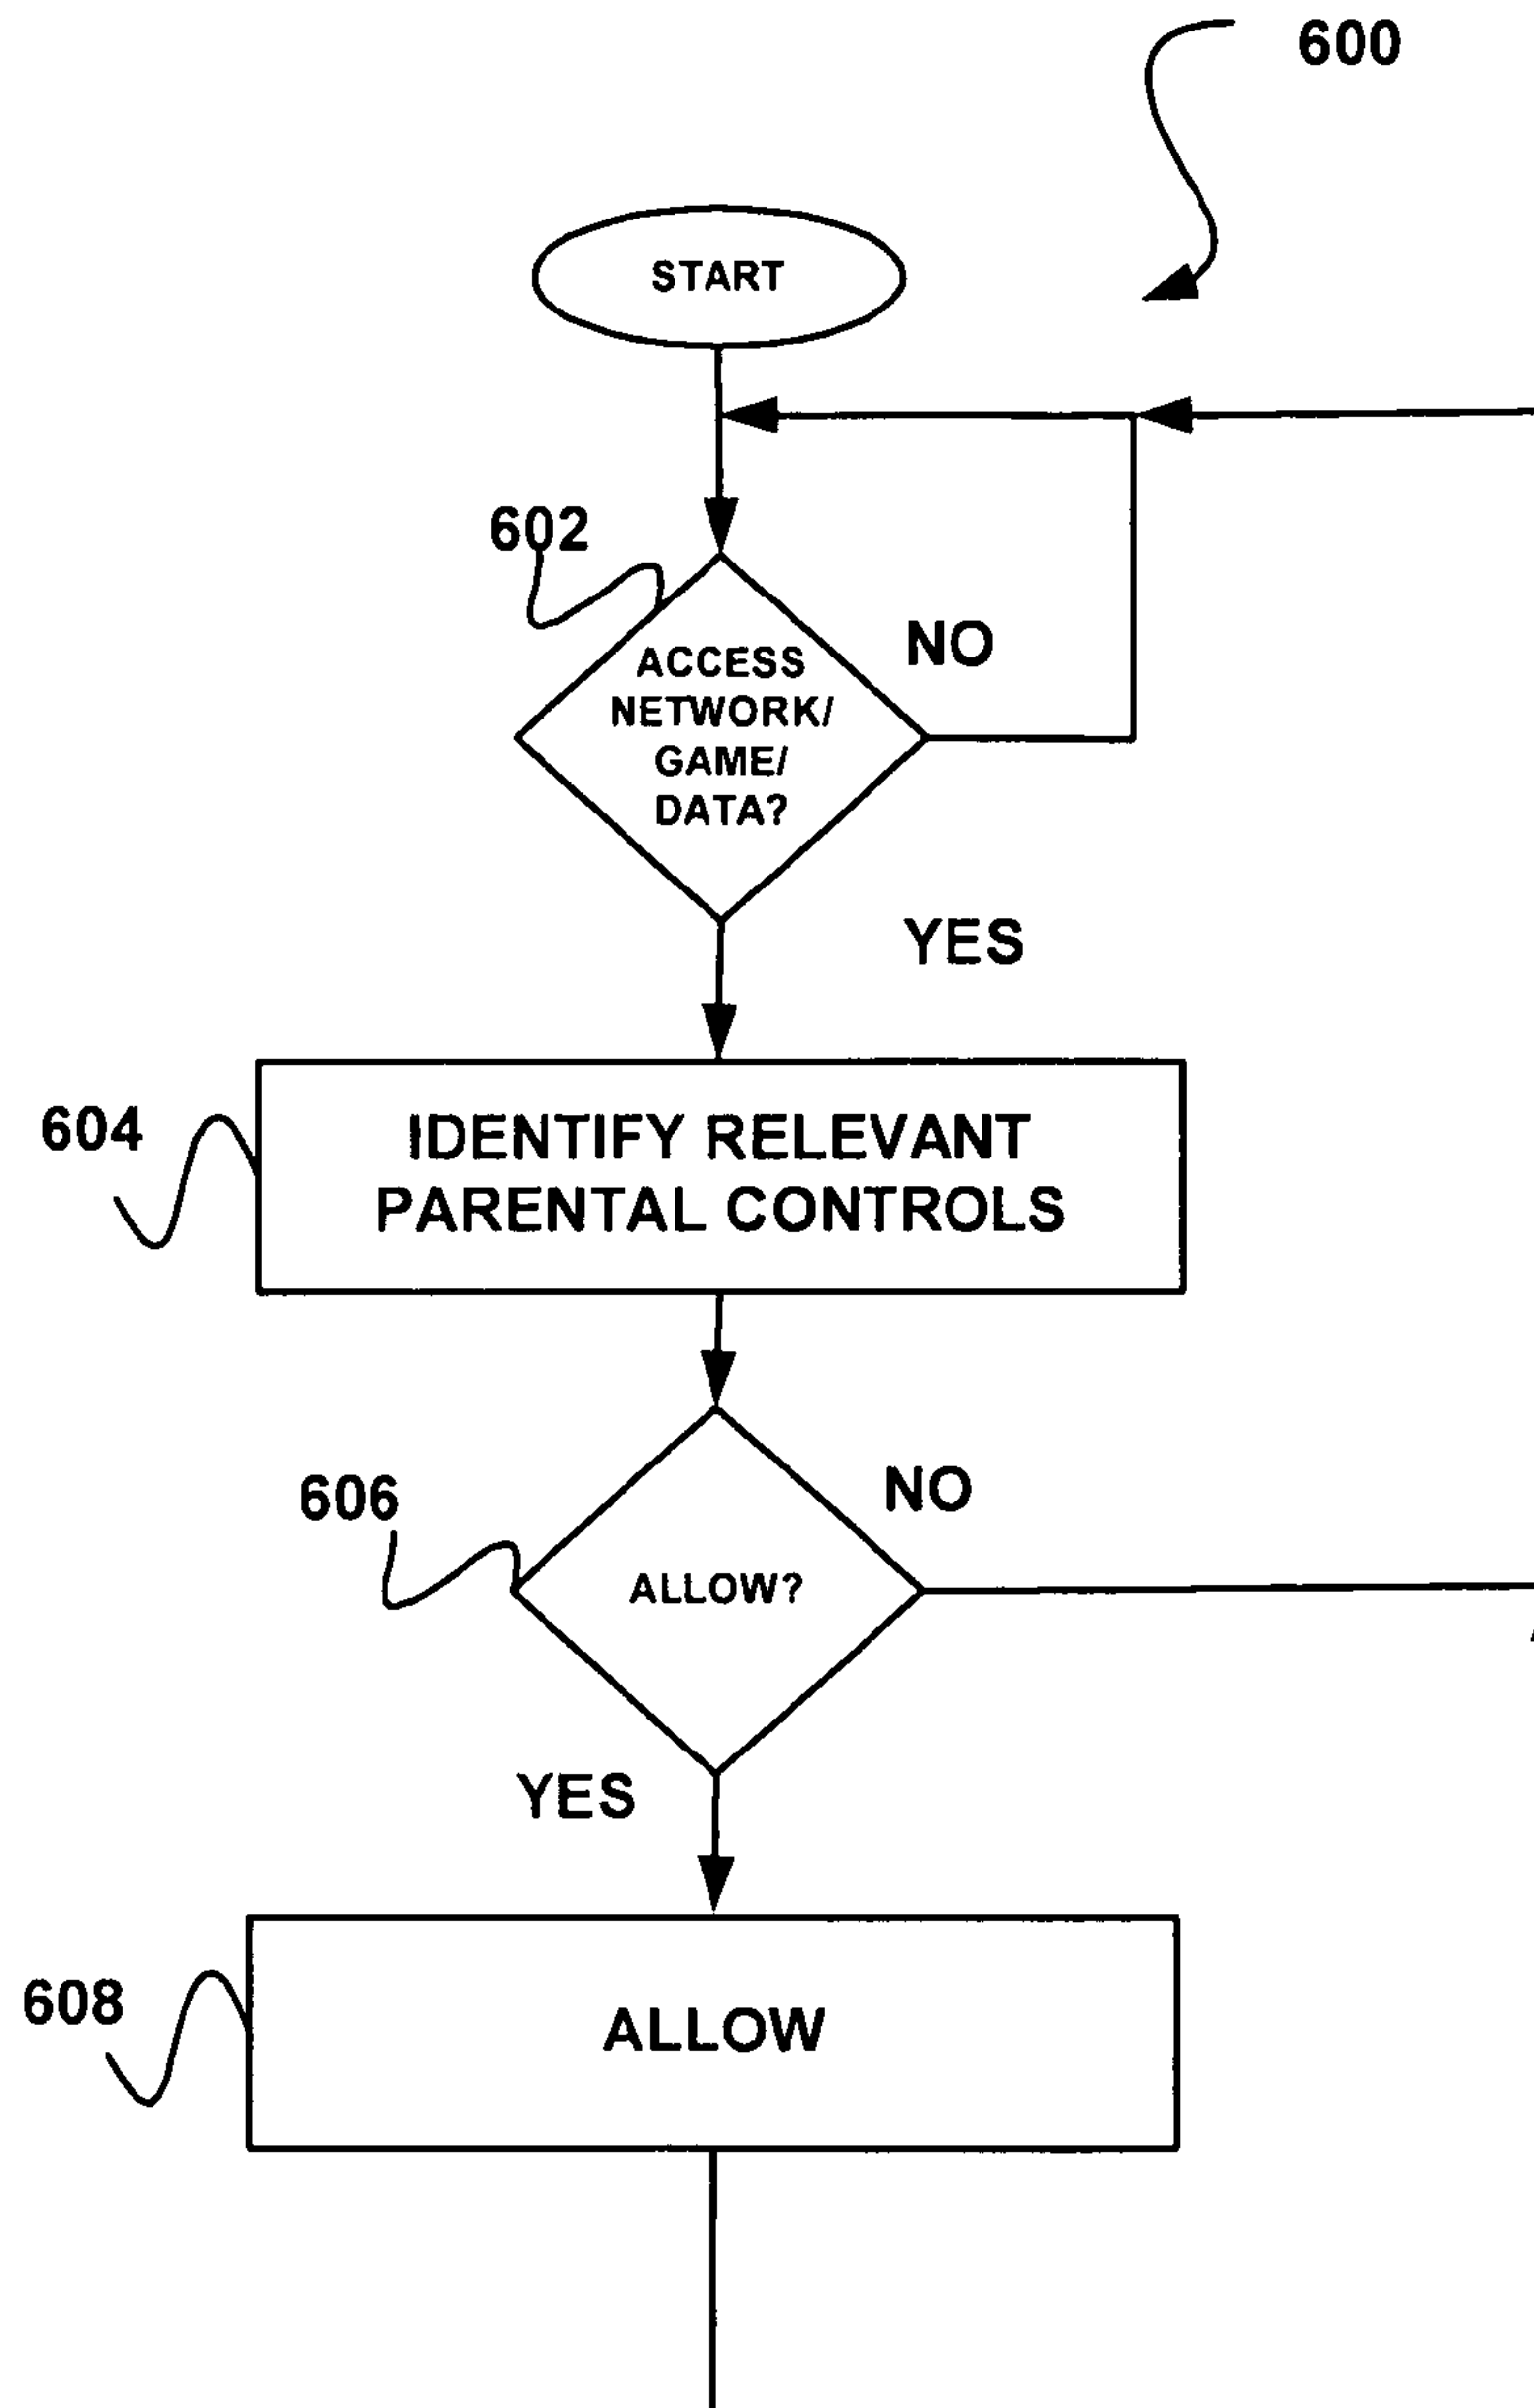 600
START
602
ACCESS
NETWORK/
GAME/
DATA?
NO
YES
604
IDENTIFY RELEVANT
PARENTAL CONTROLS
606
NO
ALLOW?
YES
608
ALLOW